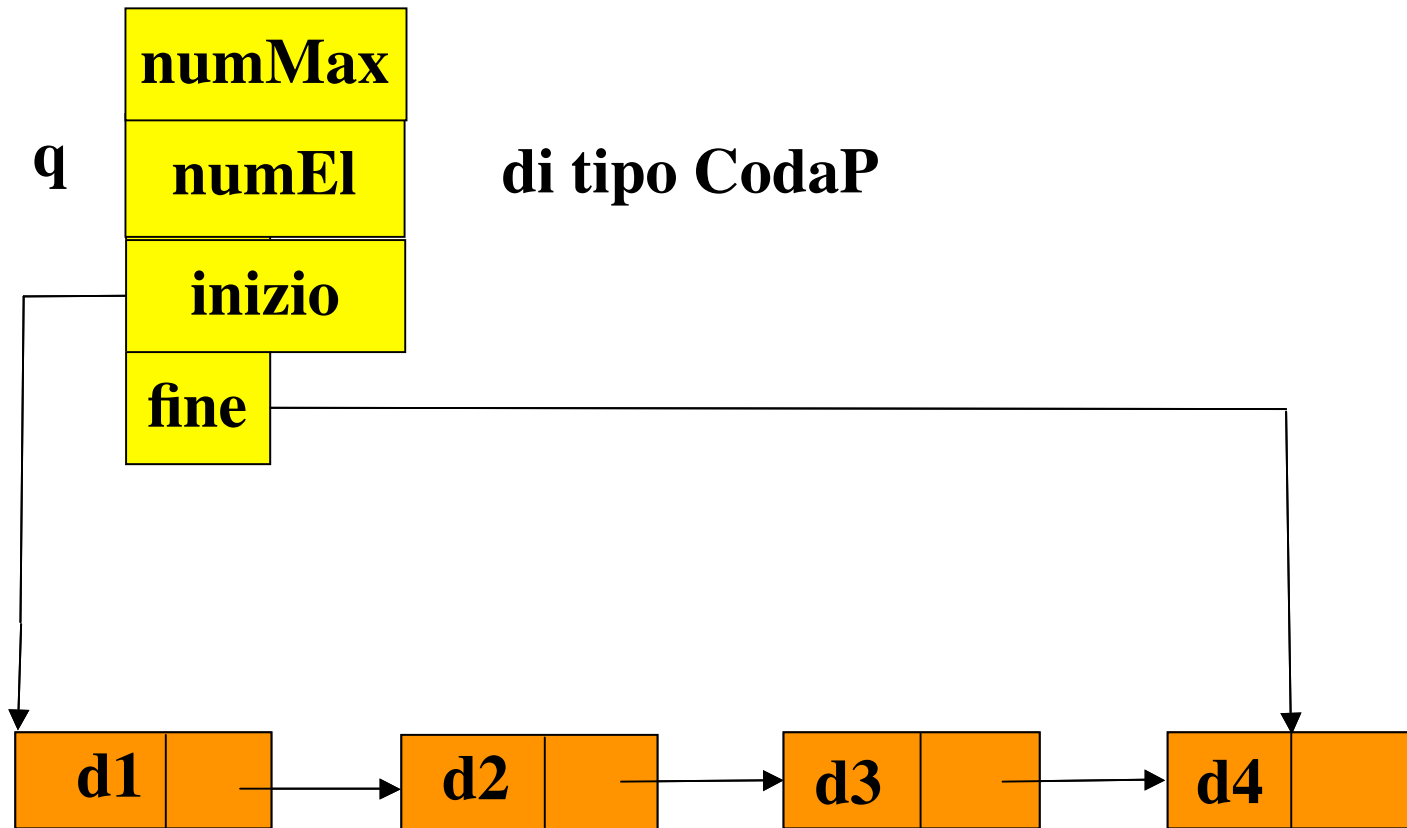 numMax
q
numEl
di tipo CodaP
inizio
fine
d1
d2
d3
d4